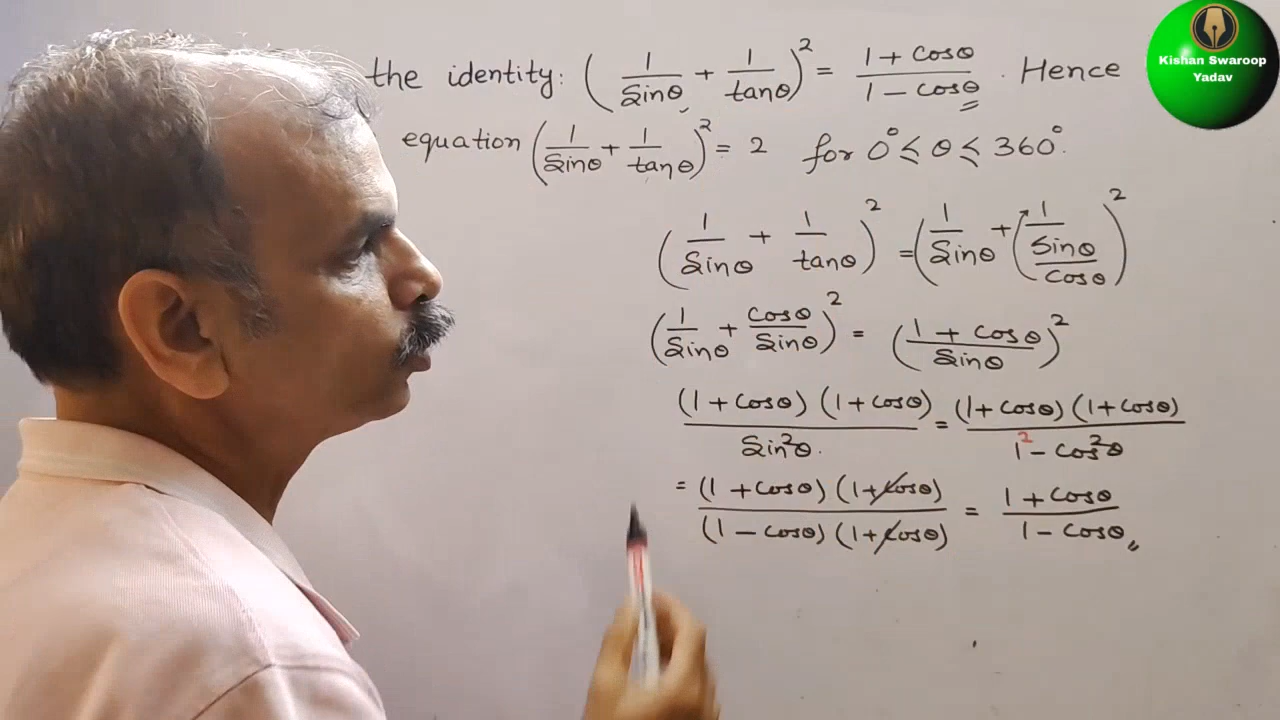 the identity: (1/Sinθ + 1/tanθ)² = (1 + Cosθ)/(1 - Cosθ). Hence
equation (1/Sinθ + 1/tanθ)² = 2 for 0° ≤ θ ≤ 360°.
(1/Sinθ + 1/tanθ)² = (1/Sinθ + (1/(Sinθ/Cosθ))²
(1/Sinθ + Cosθ/Sinθ)² = ((1 + Cosθ)/Sinθ)²
(1 + Cosθ)(1 + Cosθ)/Sin²θ. = (1 + Cosθ)(1 + Cosθ)/(1² - Cos²θ)
= (1 + Cosθ)(1 + Cosθ)/(1 - Cosθ)(1 + Cosθ) = (1 + Cosθ)/(1 - Cosθ)〃
Kishan Swaroop
Yadav